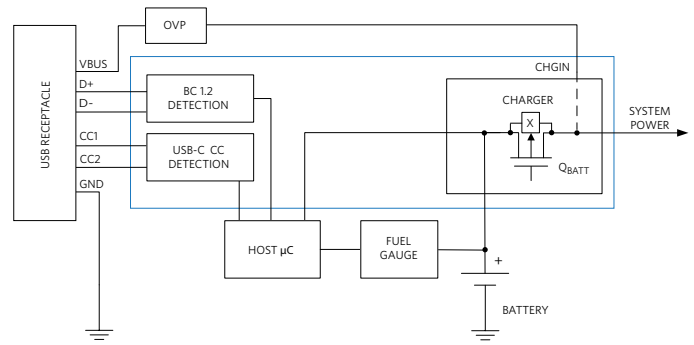 OVP
VBUS
CHGIN
D+
D-
BC 1.2
DETECTION
CHARGER
X
SYSTEM
POWER
USB RECEPTACLE
CC1
CC2
USB-C CC
DETECTION
QBATT
GND
HOST µC
FUEL
GAUGE
+
BATTERY